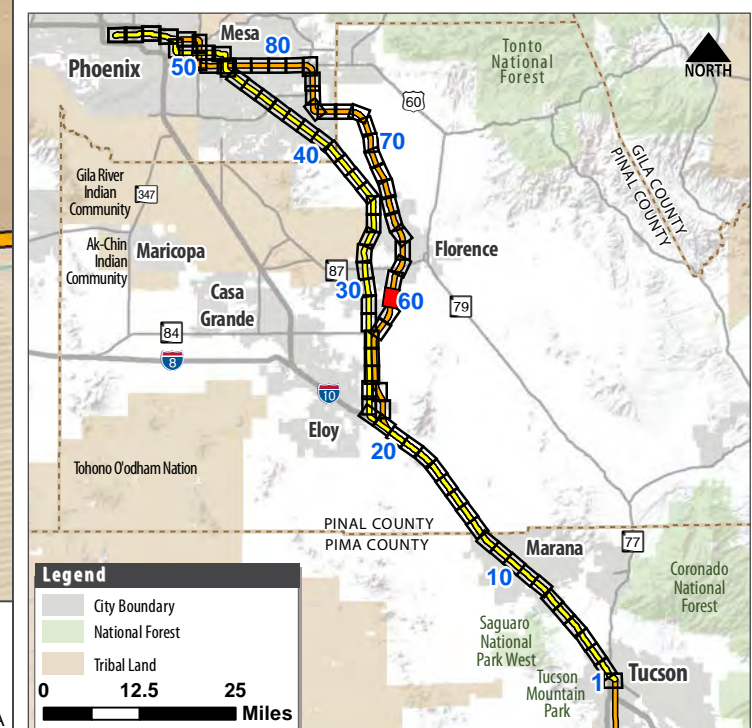 Mesa
80
Tonto
National
Forest
NORTH
Phoenix
50
60
70
40
GILA COUNTY
PINAL COUNTY
Gila River
Indian
Community
347
Ak-Chin
Indian
Community
Maricopa
Florence
87
30
60
Casa
Grande
79
84
8
10
Eloy
20
Tohono O'odham Nation
PINAL COUNTY
PIMA COUNTY
Marana
77
10
Coronado
National
Forest
Saguaro
National
Park West
Tucson
Mountain
Park
1
Tucson
Legend
City Boundary
National Forest
Tribal Land
0 12.5 25
Miles
A